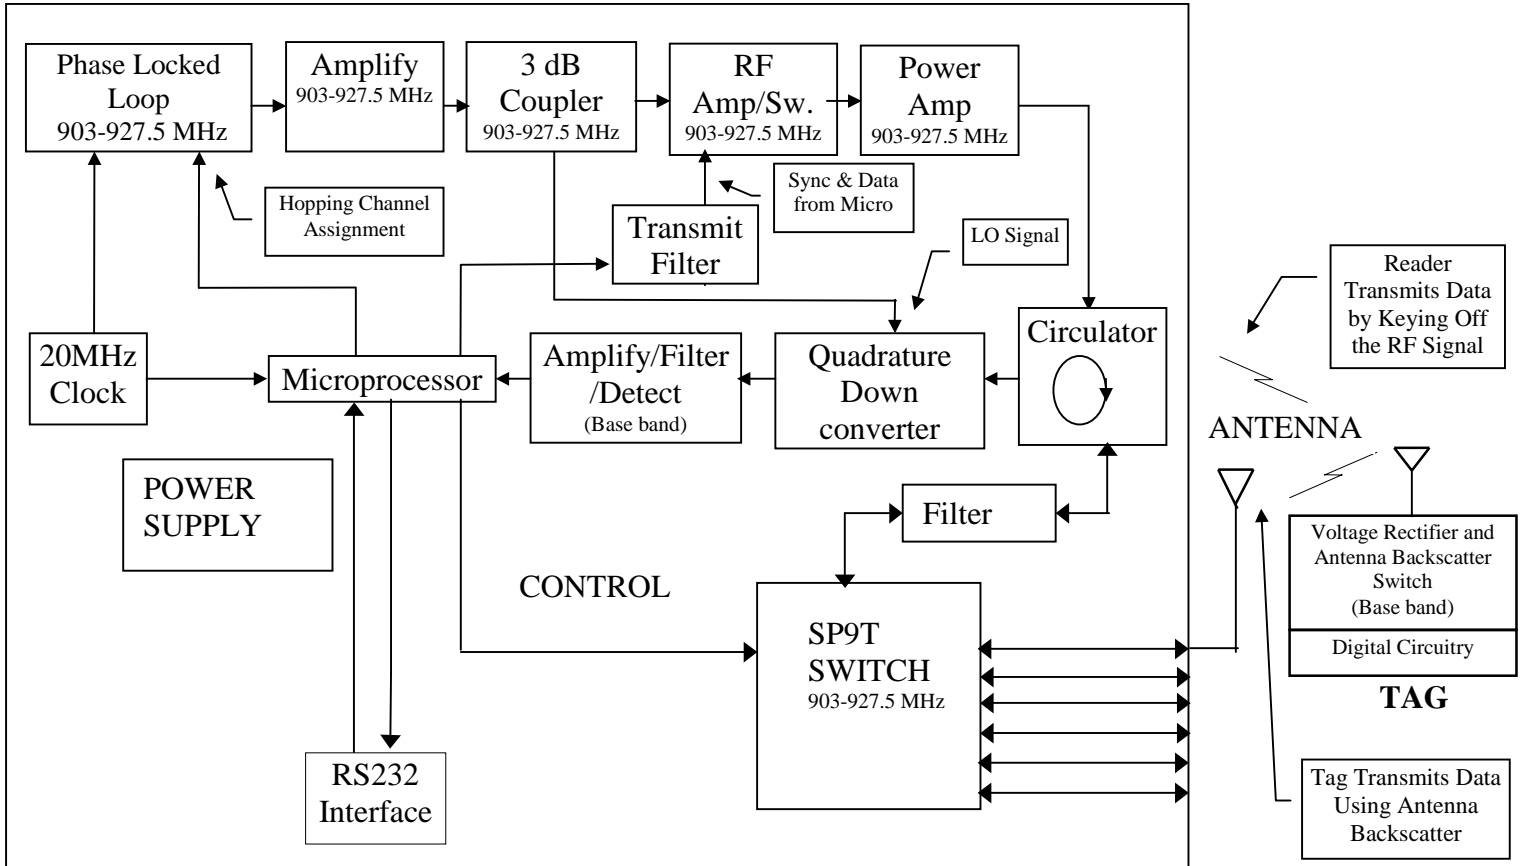 Phase Locked
Loop
903-927.5 MHz
Amplify
903-927.5 MHz
3 dB
Coupler
903-927.5 MHz
RF
Amp/Sw.
903-927.5 MHz
Power
Amp
903-927.5 MHz
Hopping Channel
Assignment
Sync & Data
from Micro
Transmit
Filter
LO Signal
Reader
Transmits Data
by Keying Off
the RF Signal
20MHz
Clock
Microprocessor
Amplify/Filter
/Detect
(Base band)
Quadrature
Down
converter
Circulator
ANTENNA
POWER
SUPPLY
Filter
Voltage Rectifier and
Antenna Backscatter
Switch
(Base band)
Digital Circuitry
TAG
CONTROL
SP9T
SWITCH
903-927.5 MHz
RS232
Interface
Tag Transmits Data
Using Antenna
Backscatter